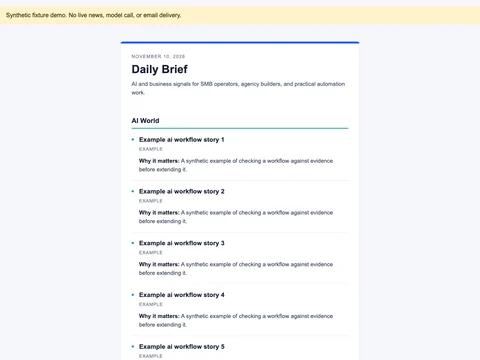 Synthetic fixture demo. No live news, model call, or email delivery.
NOVEMBER 10, 2026
Daily Brief
AI and business signals for SMB operators, agency builders, and practical automation
work.
AI World
Example ai workflow story 1
EXAMPLE
Why it matters: A synthetic example of checking a workflow against evidence
before extending it.
Example ai workflow story 2
EXAMPLE
Why it matters: A synthetic example of checking a workflow against evidence
before extending it.
Example ai workflow story 3
EXAMPLE
Why it matters: A synthetic example of checking a workflow against evidence
before extending it.
Example ai workflow story 4
EXAMPLE
Why it matters: A synthetic example of checking a workflow against evidence
before extending it.
Example ai workflow story 5
EXAMPLE